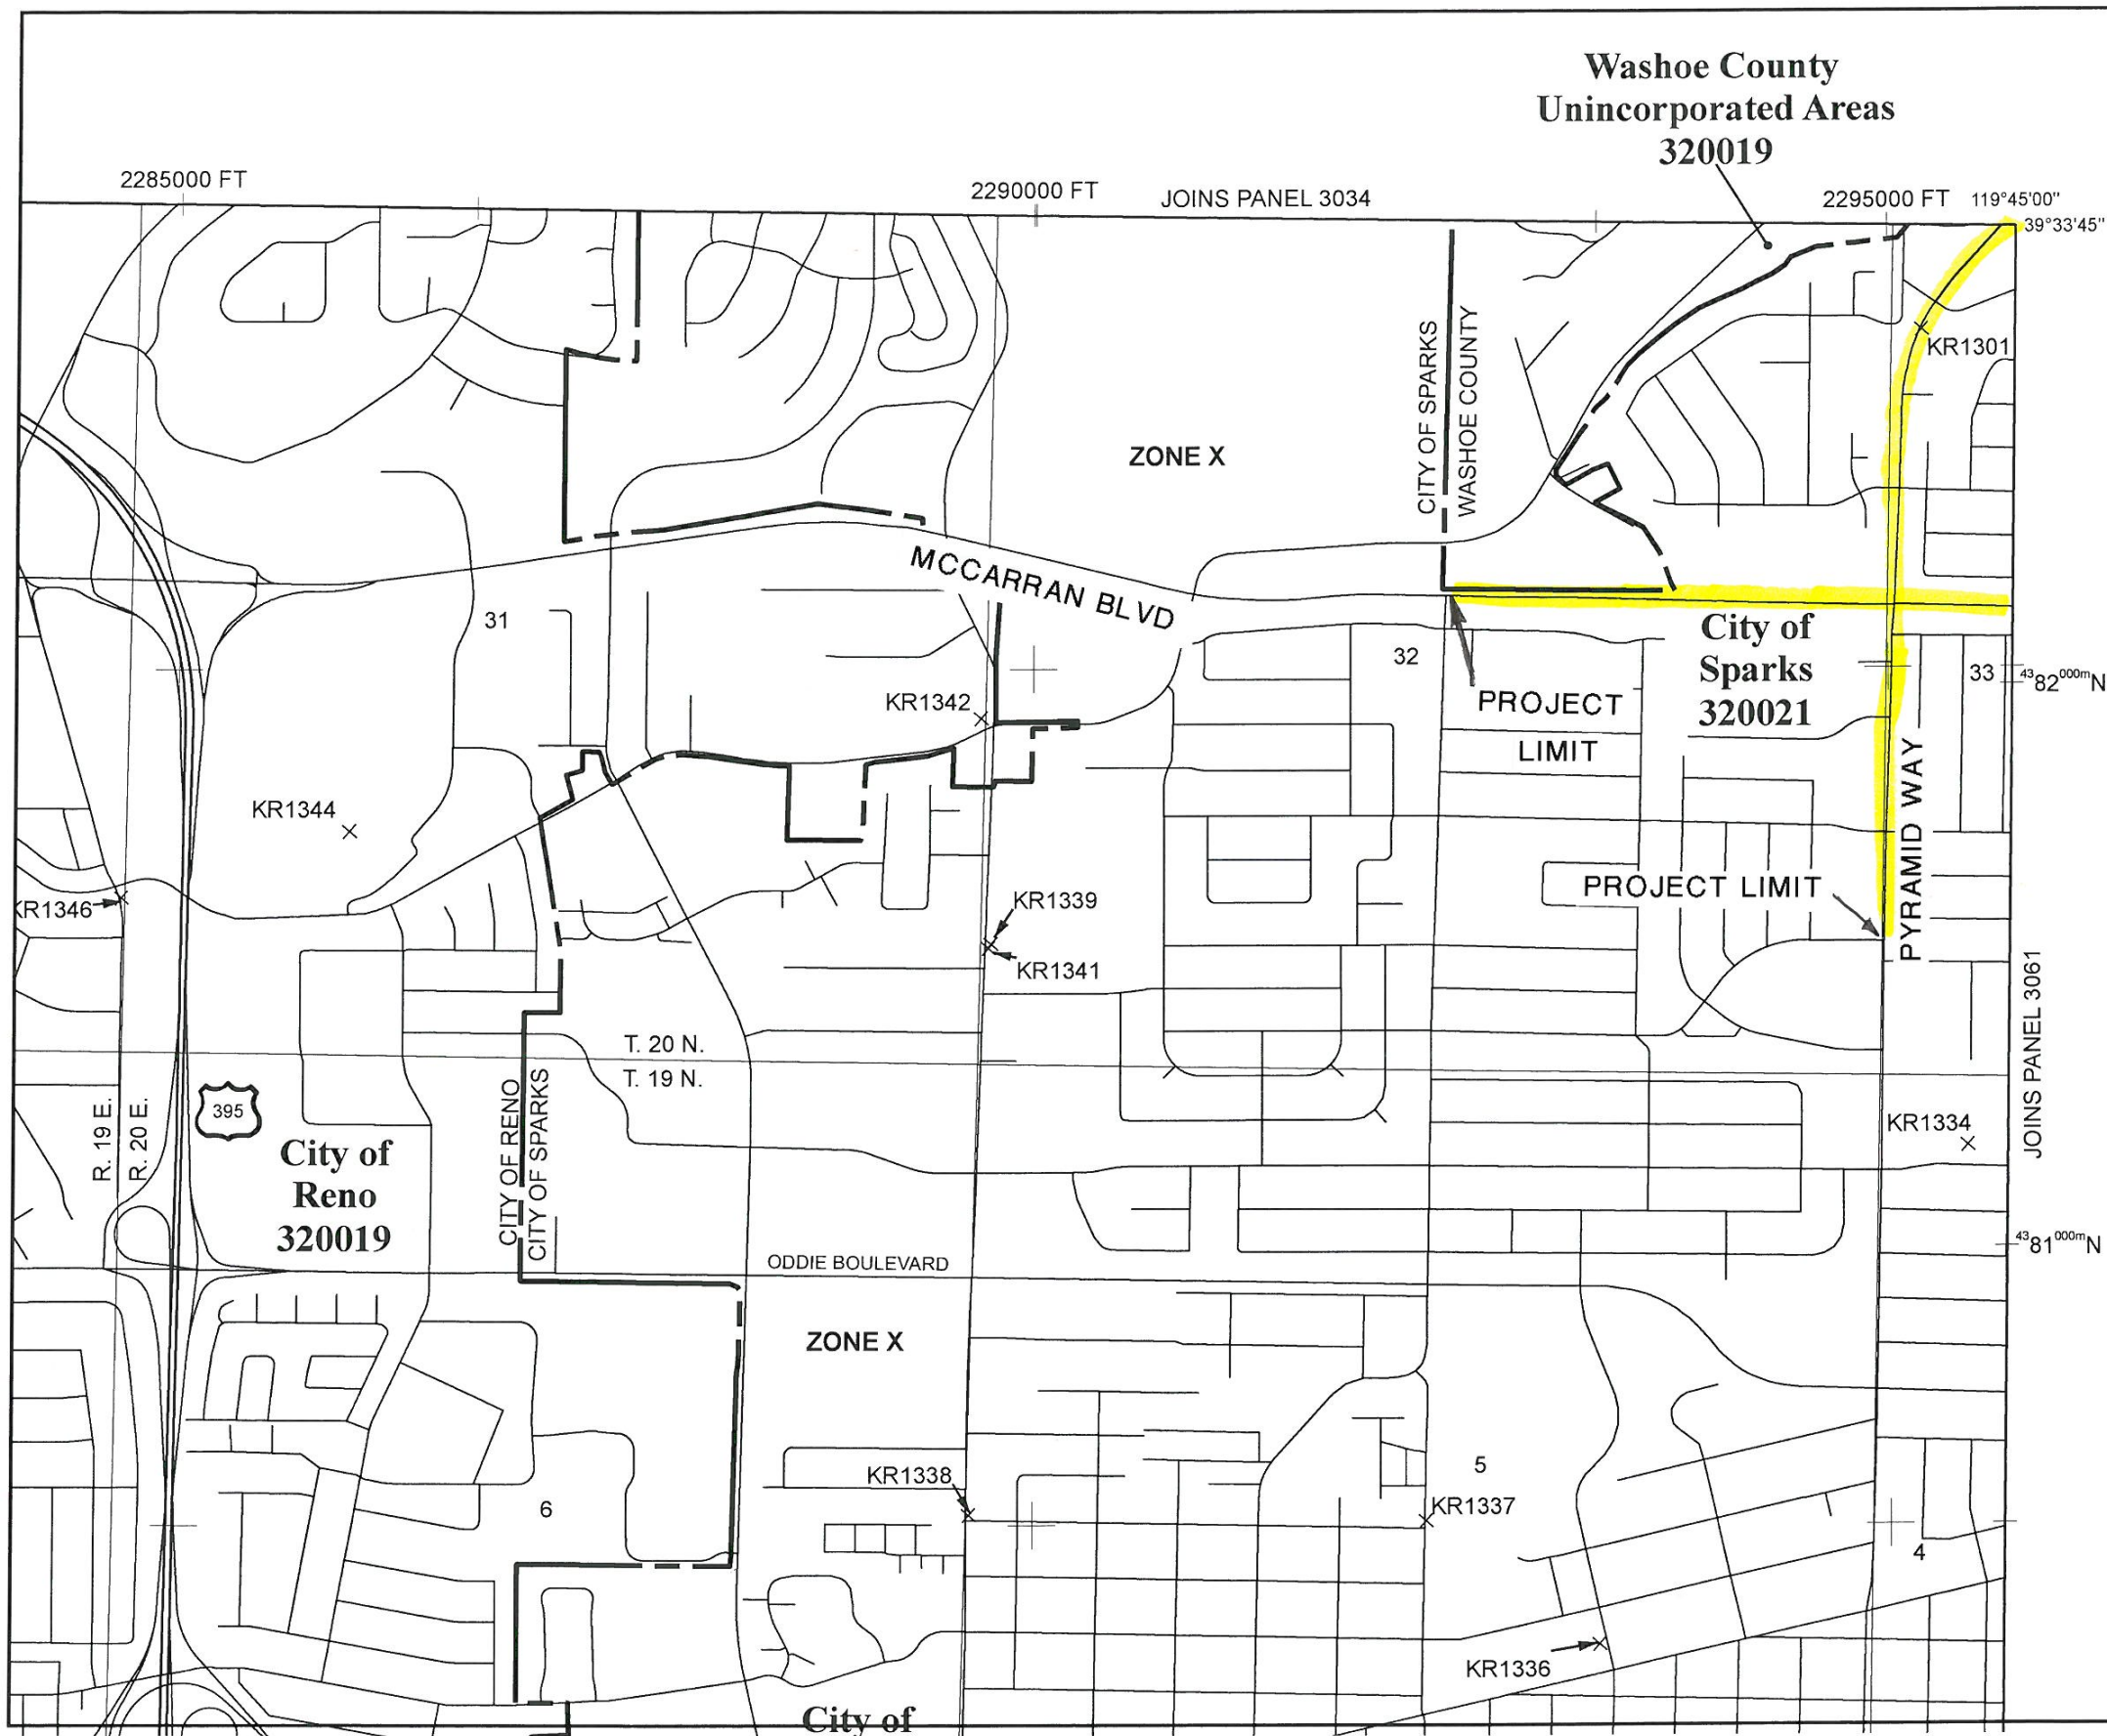 Washoe County
Unincorporated Areas
320019
2285000 FT
2290000 FT
JOINS PANEL 3034
2295000 FT
119°45'00"
39°33'45"
KR1301
CITY OF SPARKS
WASHOE COUNTY
ZONE X
MCCARRAN BLVD
31
32
City of
Sparks
320021
33
4382000mN
PROJECT
LIMIT
KR1342
KR1344
PYRAMID WAY
PROJECT LIMIT
KR1346
KR1339
KR1341
JOINS PANEL 3061
T. 20 N.
T. 19 N.
R. 19 E.
R. 20 E.
395
City of
Reno
320019
CITY OF RENO
CITY OF SPARKS
KR1334
4381000mN
ODDIE BOULEVARD
ZONE X
KR1338
5
KR1337
6
4
KR1336
City of